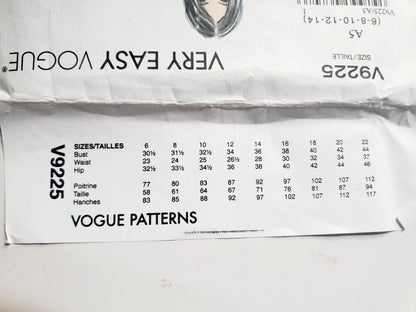 V9225/A5
(6-8-10-12-14)
A5
SIZE/TAILLE
V9225
VERY EASY VOGUE®
V9225
SIZES/TAILLES 6 8 10 12 14 16 18 20 22
Bust 30½ 31½ 32½ 34 36 38 40 42 44
Waist 23 24 25 26½ 28 30 32 34 37
Hip 32½ 33½ 34½ 36 38 40 42 44 46
Poitrine 77 80 83 87 92 97 102 107 112
Taille 58 61 64 67 71 76 81 87 94
Hanches 83 85 88 92 97 102 107 112 117
VOGUE PATTERNS